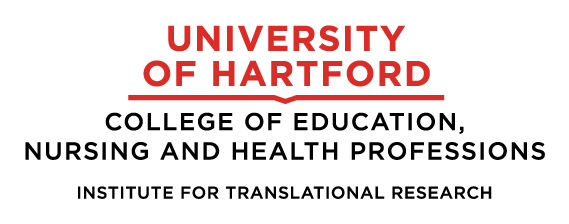 UNIVERSITY
OF HARTFORD
COLLEGE OF EDUCATION,
NURSING AND HEALTH PROFESSIONS
INSTITUTE FOR TRANSLATIONAL RESEARCH